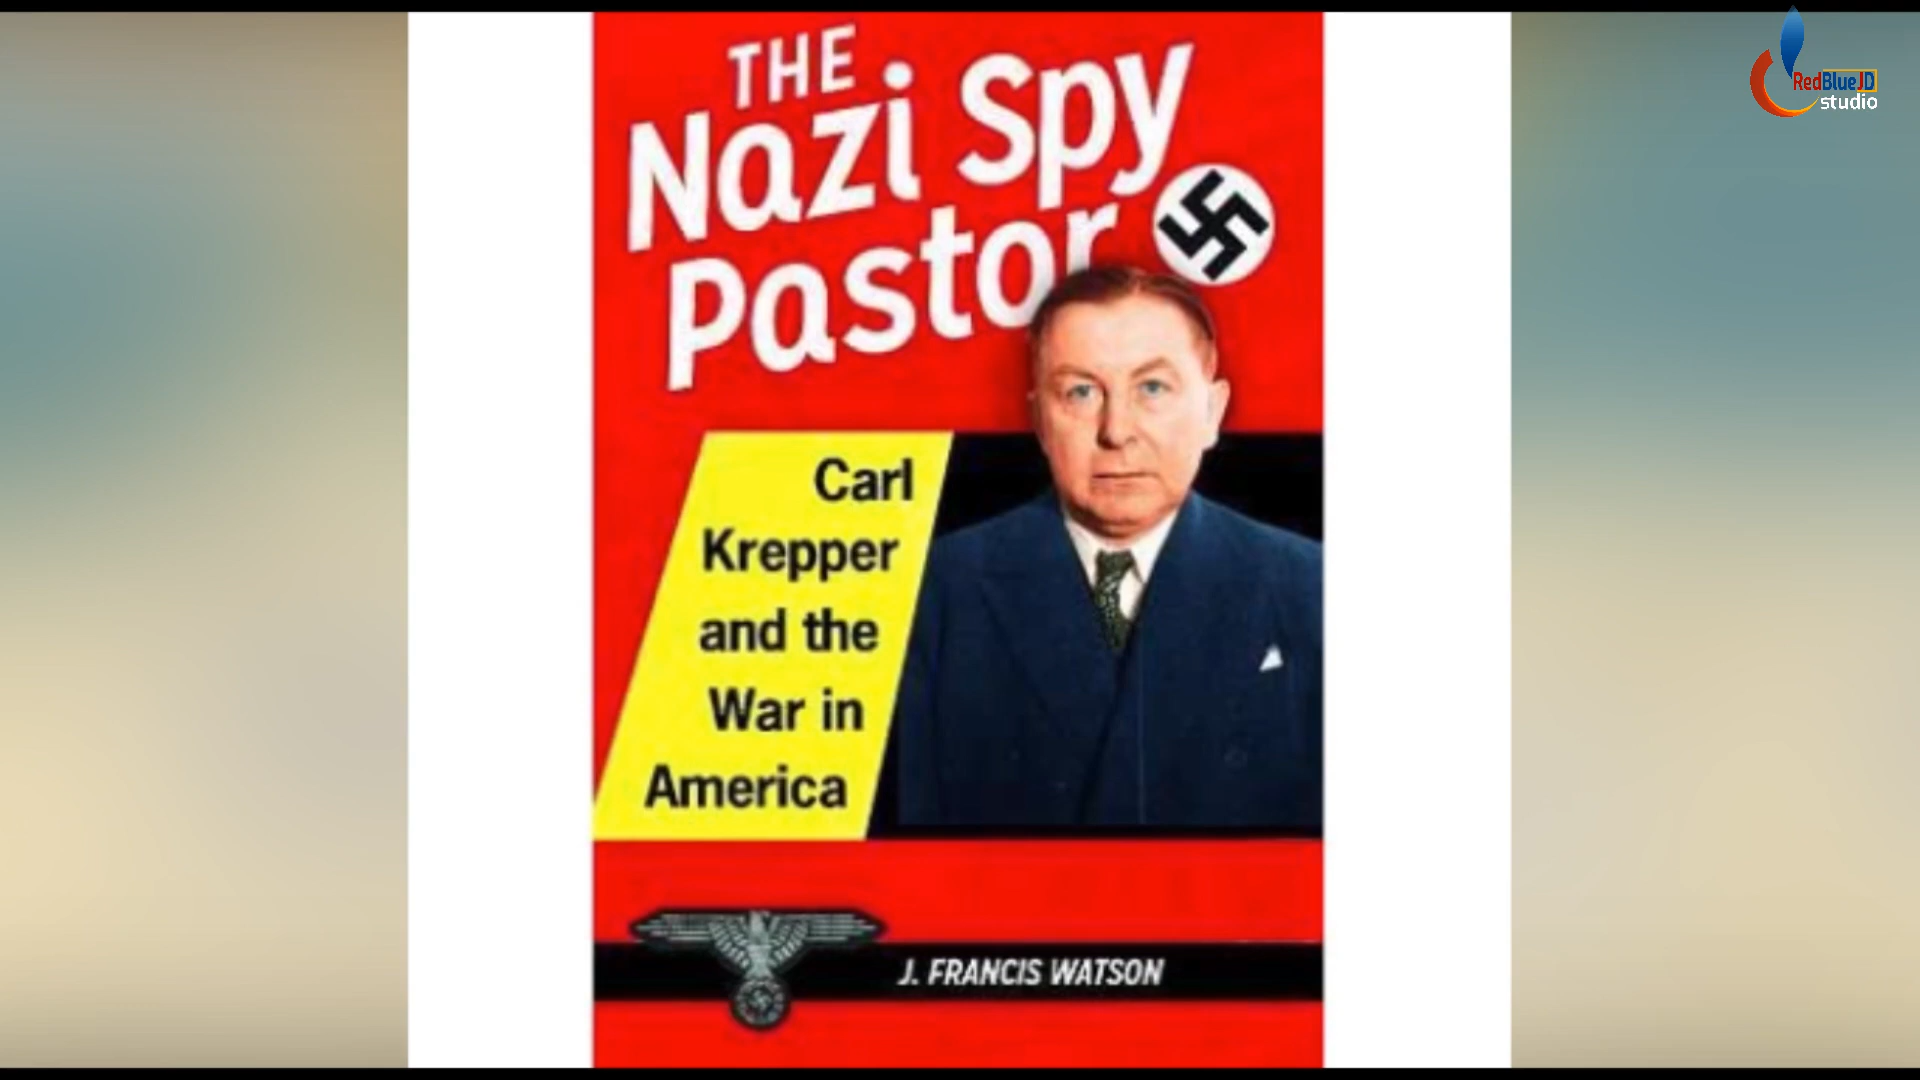 THE
Nazi Spy
Pastor
Carl
Krepper
and the
War in
America
J. FRANCIS WATSON
RedBlueJD
studio